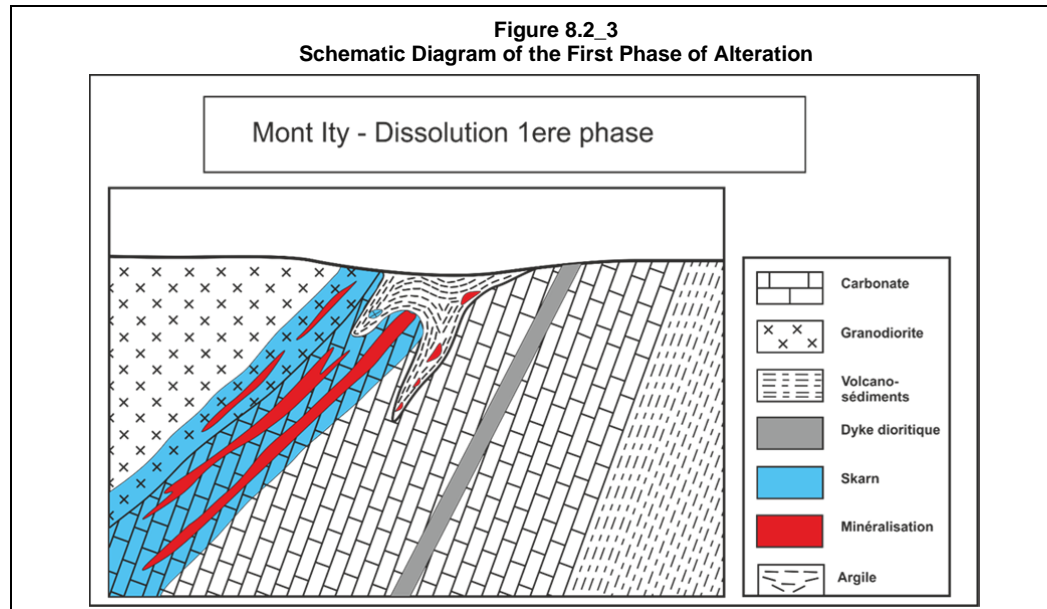 Figure 8.2_3
Schematic Diagram of the First Phase of Alteration
Mont Ity - Dissolution 1ere phase
Carbonate
Granodiorite
Volcano-
sédiments
Dyke dioritique
Skarn
Minéralisation
Argile